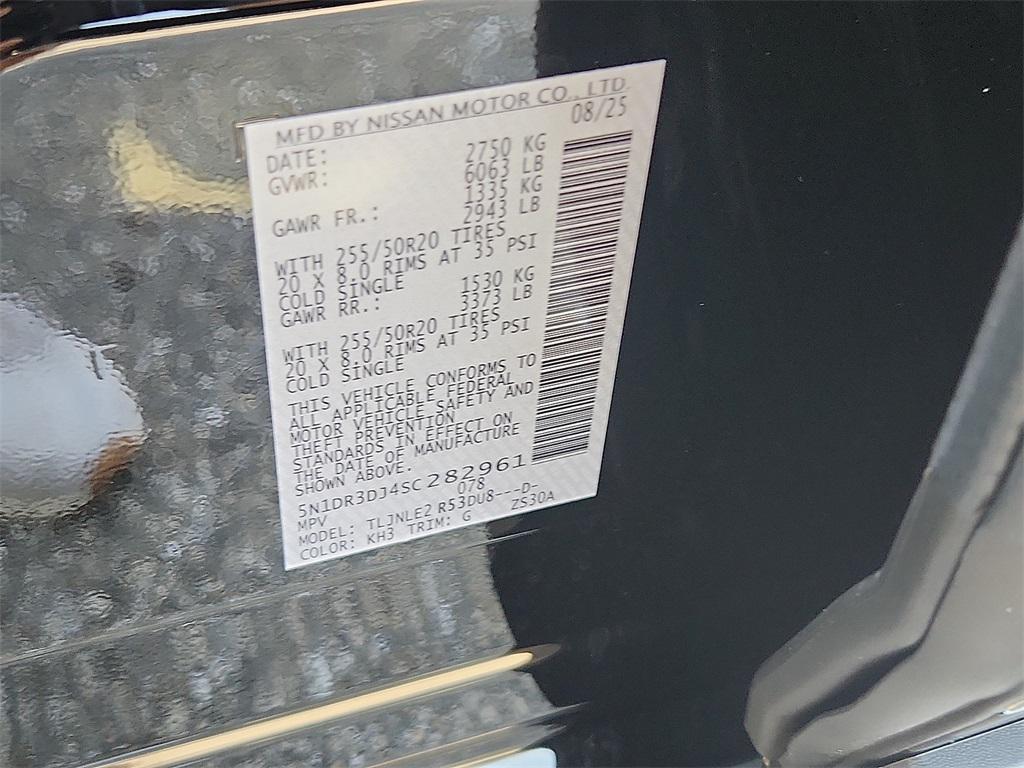 MFD BY NISSAN MOTOR CO., LTD.
DATE: 08/25
GVWR: 2750 KG
6063 LB
GAWR FR.: 1335 KG
2943 LB
WITH 255/50R20 TIRES
20 X 8.0 RIMS AT 35 PSI
COLD SINGLE
GAWR RR.: 1530 KG
3373 LB
WITH 255/50R20 TIRES
20 X 8.0 RIMS AT 35 PSI
COLD SINGLE
THIS VEHICLE CONFORMS TO
ALL APPLICABLE FEDERAL
MOTOR VEHICLE SAFETY AND
THEFT PREVENTION
STANDARDS IN EFFECT ON
THE DATE OF MANUFACTURE
SHOWN ABOVE.
5N1DR3DJ4SC282961
MPV 078
MODEL: TLJNLE2 R53DU8---D-
COLOR: KH3 TRIM: G ZS30A